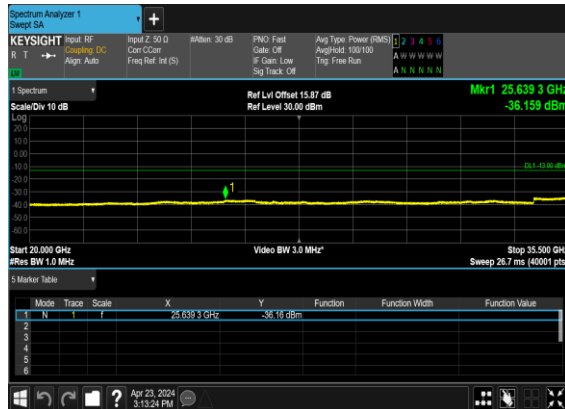 Spectrum Analyzer 1
Swept SA
+
KEYSIGHT Input: RF Input Z: 50 Ω #Atten: 30 dB PNO: Fast Avg Type: Power (RMS) 1 2 3 4 5 6
R T Coupling: DC Corr CCorr Gate: Off Avg|Hold: 100/100 A W W W W W
Align: Auto Freq Ref: Int (S) IF Gain: Low Trig: Free Run
Sig Track: Off A N N N N N
1 Spectrum Ref Lvl Offset 15.87 dB Mkr1 25.639 3 GHz
Scale/Div 10 dB Ref Level 30.00 dBm -36.159 dBm
Log
20.0
10.0
0.00
-10.0
DL1 -13.00 dBm
-20.0
-30.0
1
-40.0
-50.0
-60.0
Start 20.000 GHz Video BW 3.0 MHz* Stop 35.500 GHz
#Res BW 1.0 MHz Sweep 26.7 ms (40001 pts)
5 Marker Table
Mode Trace Scale X Y Function Function Width Function Value
1 N 1 f 25.639 3 GHz -36.16 dBm
2
3
4
5
6
? Apr 23, 2024
3:13:24 PM